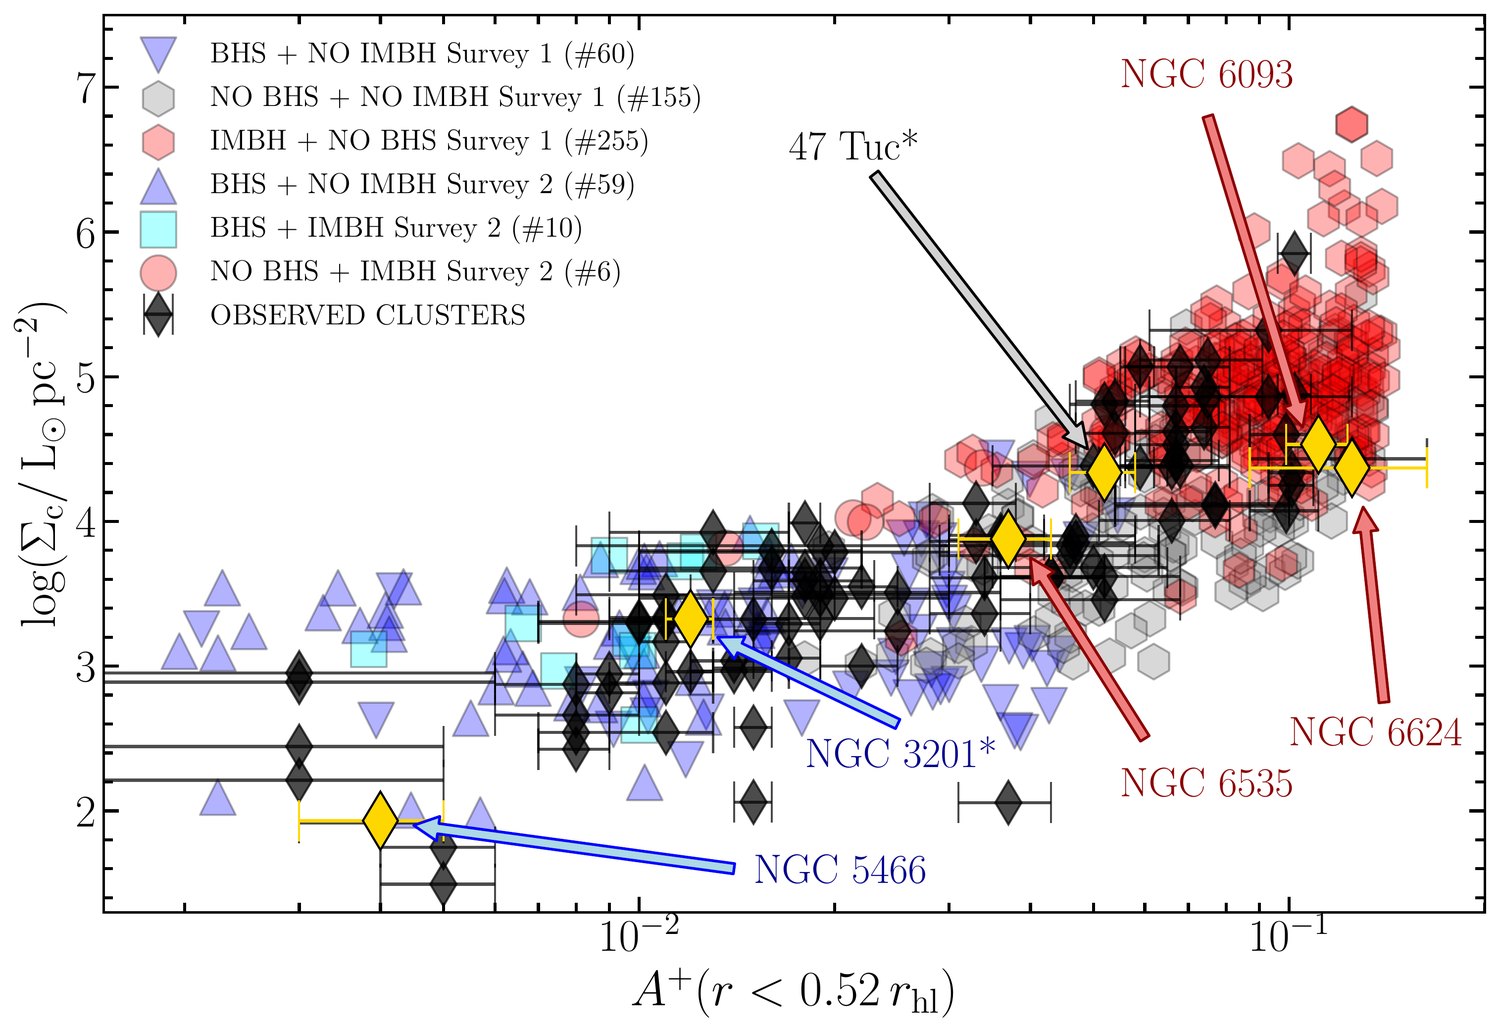 BHS + NO IMBH Survey 1 (#60)
NO BHS + NO IMBH Survey 1 (#155)
IMBH + NO BHS Survey 1 (#255)
BHS + NO IMBH Survey 2 (#59)
BHS + IMBH Survey 2 (#10)
NO BHS + IMBH Survey 2 (#6)
OBSERVED CLUSTERS
NGC 6093
47 Tuc*
NGC 3201*
NGC 6624
NGC 6535
NGC 5466
7
6
5
4
3
2
log(Σ_c / L_⊙ pc^−2)
10^−2
10^−1
A^+(r < 0.52 r_hl)